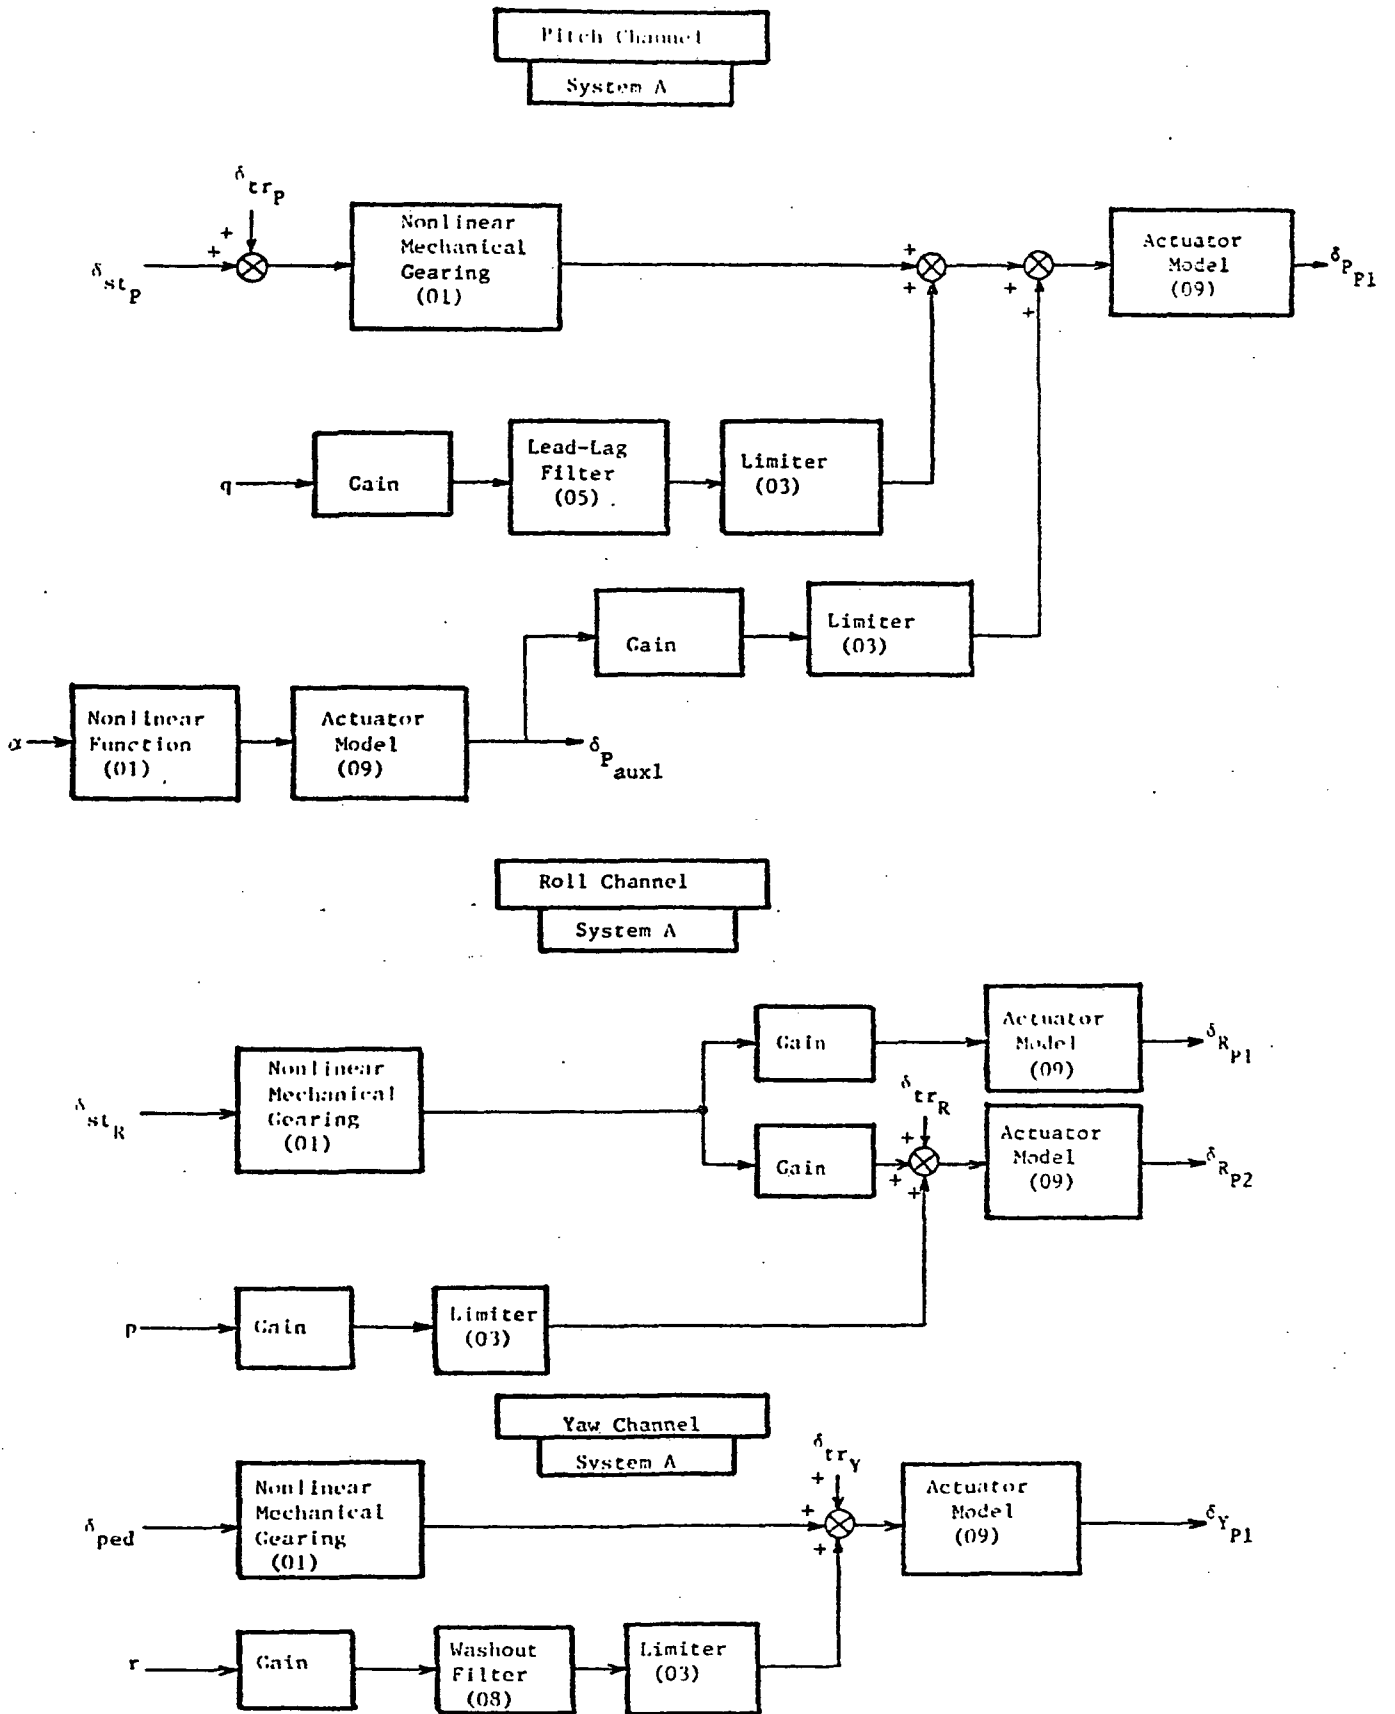 Pitch Channel
System A
δtrP
+
+
δstP
Nonlinear
Mechanical
Gearing
(01)
+
+
+
+
Actuator
Model
(09)
δPP1
q
Gain
Lead-Lag
Filter
(05)
Limiter
(03)
Gain
Limiter
(03)
α
Nonlinear
Function
(01)
Actuator
Model
(09)
δPaux1
Roll Channel
System A
δstR
Nonlinear
Mechanical
Gearing
(01)
Gain
Actuator
Model
(09)
δRP1
δtrR
Gain
+
+
+
Actuator
Model
(09)
δRP2
p
Gain
Limiter
(03)
Yaw Channel
System A
δped
Nonlinear
Mechanical
Gearing
(01)
δtrY
+
+
+
Actuator
Model
(09)
δYP1
r
Gain
Washout
Filter
(08)
Limiter
(03)